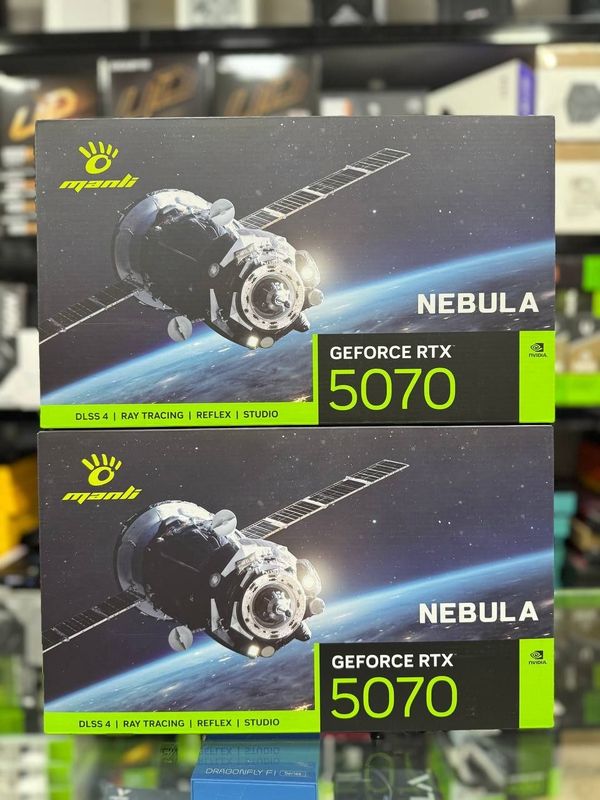 manli
NEBULA
GEFORCE RTX
5070
NVIDIA
DLSS 4 | RAY TRACING | REFLEX | STUDIO
manli
NEBULA
GEFORCE RTX
5070
NVIDIA
DLSS 4 | RAY TRACING | REFLEX | STUDIO
DRAGONFLY F1 Series